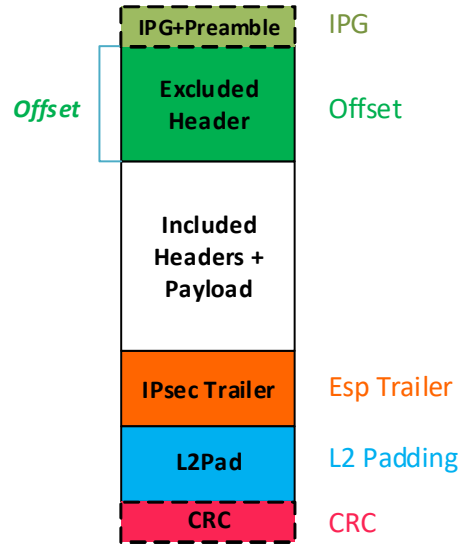 IPG+Preamble
IPG
Offset
Excluded
Header
Offset
Included
Headers +
Payload
IPsec Trailer
Esp Trailer
L2Pad
L2 Padding
CRC
CRC